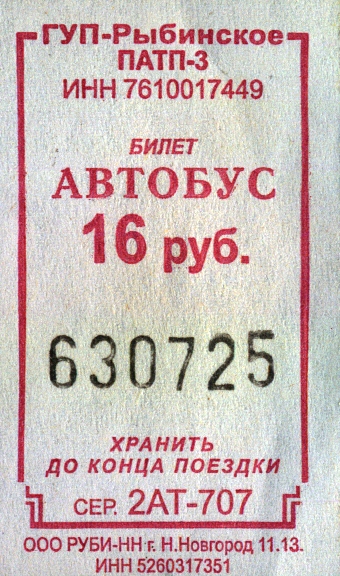 ГУП-Рыбинское
ПАТП-3
ИНН 7610017449
БИЛЕТ
АВТОБУС
16 руб.
630725
ХРАНИТЬ
ДО КОНЦА ПОЕЗДКИ
СЕР. 2АТ-707
ООО РУБИ-НН г. Н.Новгород 11.13.
ИНН 5260317351